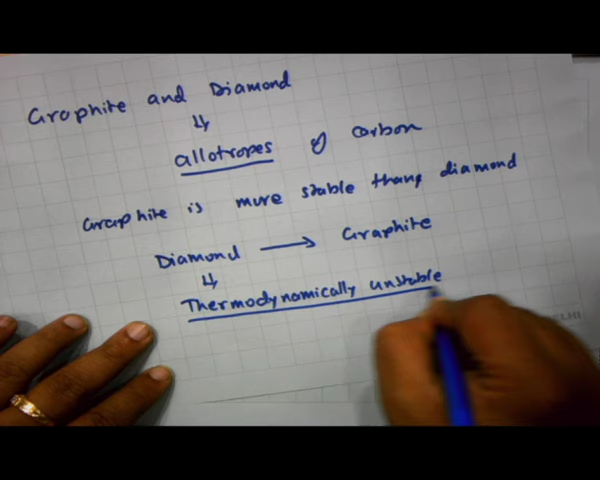 Graphite and Diamond
allotropes of carbon
Graphite is more stable than diamond
Diamond → Graphite
Thermodynamically unstable